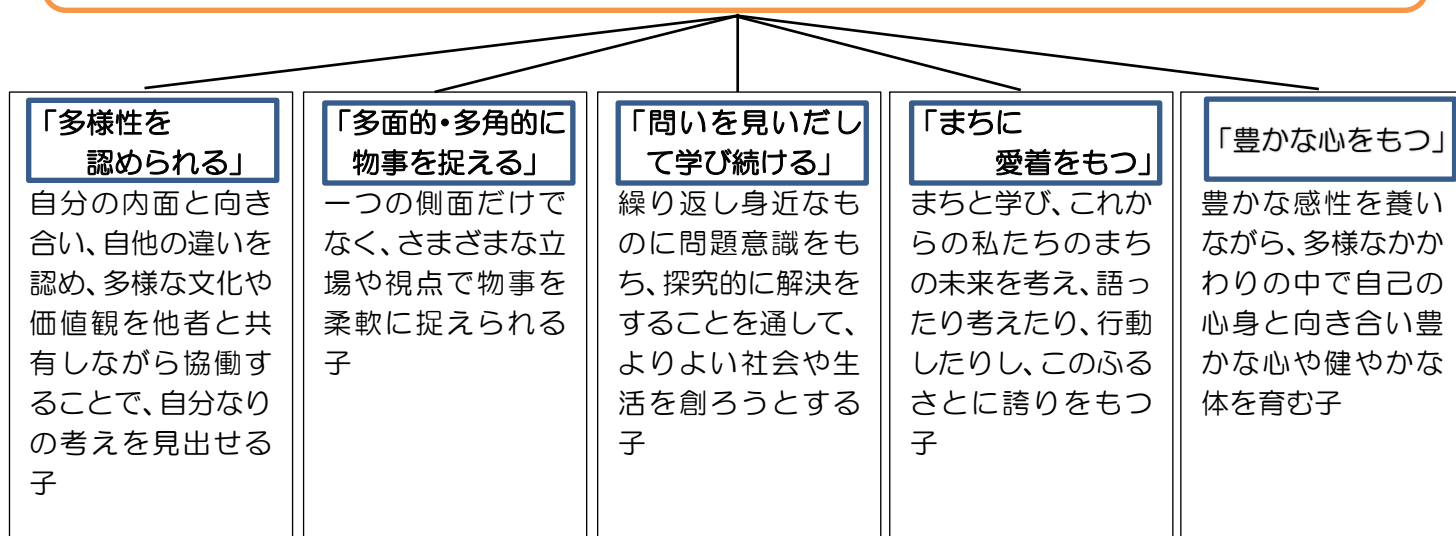 「多様性を
認められる」
自分の内面と向き
合い、自他の違いを
認め、多様な文化や
価値観を他者と共
有しながら協働す
ることで、自分なり
の考えを見出せる
子
「多面的・多角的に
物事を捉える」
一つの側面だけで
なく、さまざまな立
場や視点で物事を
柔軟に捉えられる
子
「問いを見いだし
て学び続ける」
繰り返し身近なも
のに問題意識をも
ち、探究的に解決を
することを通して、
よりよい社会や生
活を創ろうとする
子
「まちに
愛着をもつ」
まちと学び、これか
らの私たちのまち
の未来を考え、語っ
たり考えたり、行動
したりし、このふる
さとに誇りをもつ
子
「豊かな心をもつ」
豊かな感性を養い
ながら、多様なかか
わりの中で自己の
心身と向き合い豊
かな心や健やかな
体を育む子